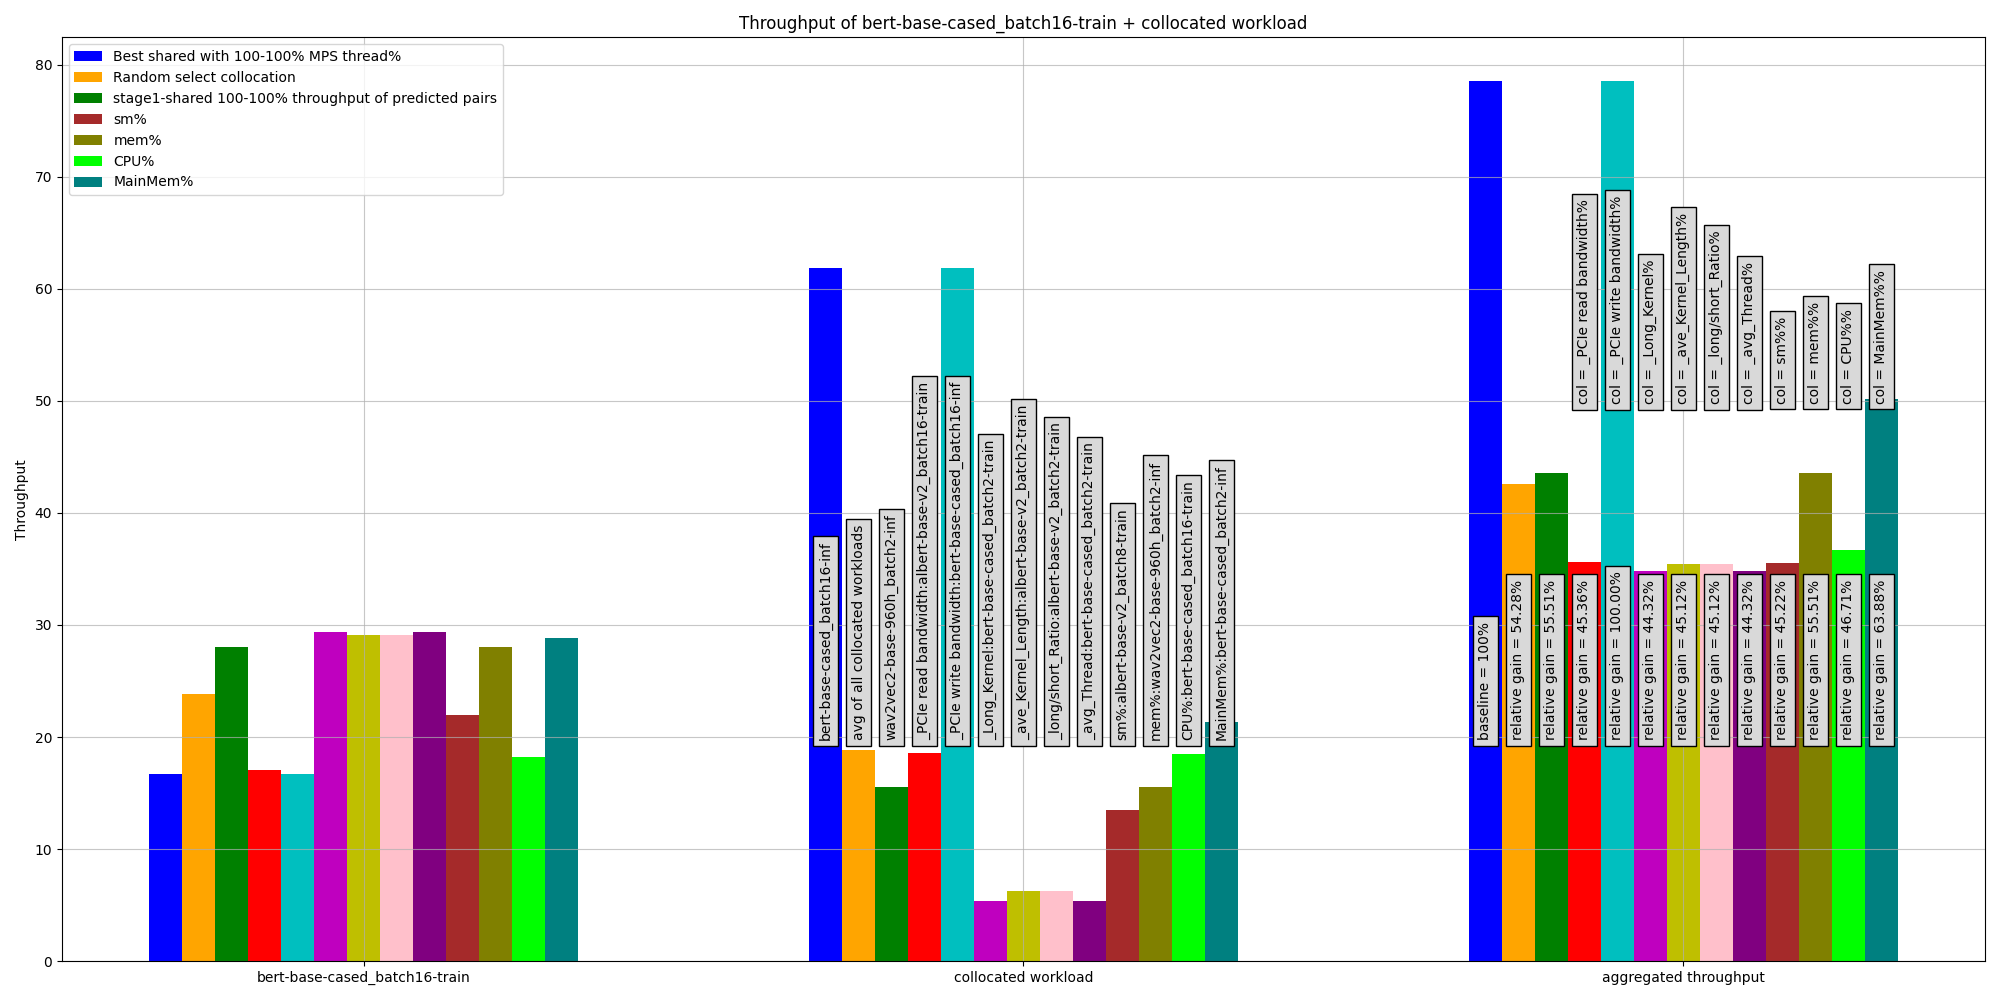 Throughput of bert-base-cased_batch16-train + collocated workload
Best shared with 100-100% MPS thread%
Random select collocation
stage1-shared 100-100% throughput of predicted pairs
sm%
mem%
CPU%
MainMem%
Throughput
80
70
60
50
40
30
20
10
0
bert-base-cased_batch16-inf
avg of all collocated workloads
wav2vec2-base-960h_batch2-inf
_PCIe read bandwidth:albert-base-v2_batch16-train
_PCIe write bandwidth:bert-base-cased_batch16-inf
_Long_Kernel:bert-base-cased_batch2-train
_ave_Kernel_Length:albert-base-v2_batch2-train
_long/short_Ratio:albert-base-v2_batch2-train
_avg_Thread:bert-base-cased_batch2-train
sm%:albert-base-v2_batch8-train
mem%:wav2vec2-base-960h_batch2-inf
CPU%:bert-base-cased_batch16-train
MainMem%:bert-base-cased_batch2-inf
col = _PCIe read bandwidth%
col = _PCIe write bandwidth%
col = _Long_Kernel%
col = _ave_Kernel_Length%
col = _long/short_Ratio%
col = _avg_Thread%
col = sm%%
col = mem%%
col = CPU%%
col = MainMem%%
baseline = 100%
relative gain = 54.28%
relative gain = 55.51%
relative gain = 45.36%
relative gain = 100.00%
relative gain = 44.32%
relative gain = 45.12%
relative gain = 45.12%
relative gain = 44.32%
relative gain = 45.22%
relative gain = 55.51%
relative gain = 46.71%
relative gain = 63.88%
bert-base-cased_batch16-train
collocated workload
aggregated throughput